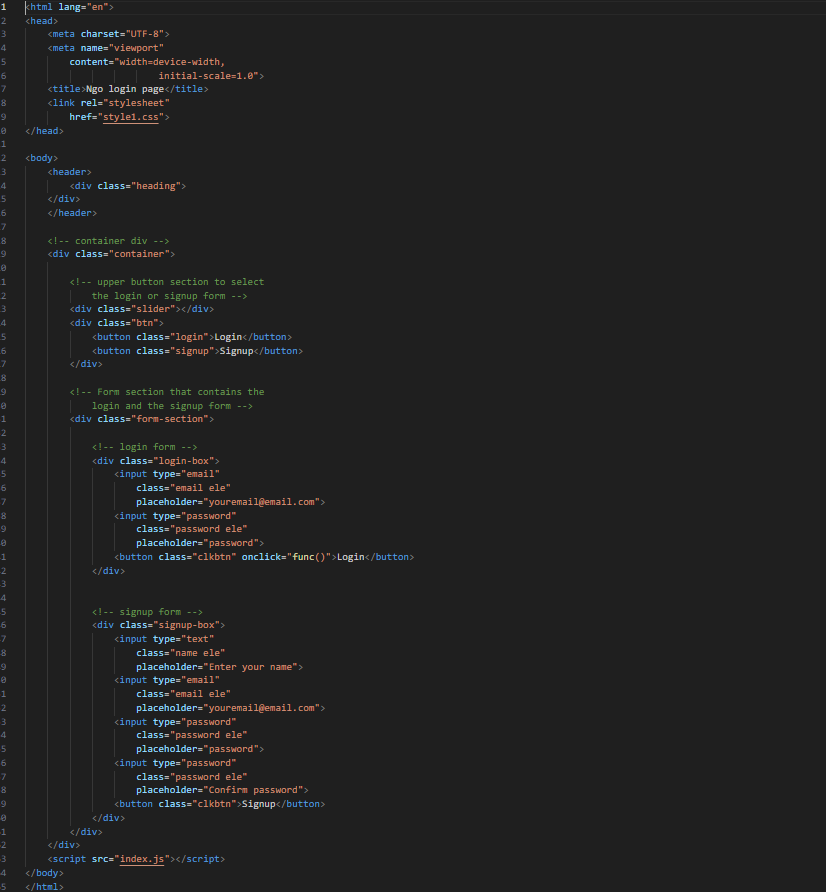 1 <html lang="en">
2 <head>
3 <meta charset="UTF-8">
4 <meta name="viewport"
5 content="width=device-width,
6 initial-scale=1.0">
7 <title>Ngo login page</title>
8 <link rel="stylesheet"
9 href="style1.css">
0 </head>
1
2 <body>
3 <header>
4 <div class="heading">
5 </div>
6 </header>
7
8 <!-- container div -->
9 <div class="container">
0
1 <!-- upper button section to select
2 the login or signup form -->
3 <div class="slider"></div>
4 <div class="btn">
5 <button class="login">Login</button>
6 <button class="signup">Signup</button>
7 </div>
8
9 <!-- Form section that contains the
0 login and the signup form -->
1 <div class="form-section">
2
3 <!-- login form -->
4 <div class="login-box">
5 <input type="email"
6 class="email ele"
7 placeholder="youremail@email.com">
8 <input type="password"
9 class="password ele"
0 placeholder="password">
1 <button class="clkbtn" onclick="func()">Login</button>
2 </div>
3
4
5 <!-- signup form -->
6 <div class="signup-box">
7 <input type="text"
8 class="name ele"
9 placeholder="Enter your name">
0 <input type="email"
1 class="email ele"
2 placeholder="youremail@email.com">
3 <input type="password"
4 class="password ele"
5 placeholder="password">
6 <input type="password"
7 class="password ele"
8 placeholder="Confirm password">
9 <button class="clkbtn">Signup</button>
0 </div>
1 </div>
2 </div>
3 <script src="index.js"></script>
4 </body>
5 </html>